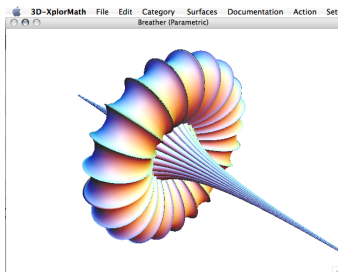 3D-XplorMath File Edit Category Surfaces Documentation Action Set
Breather (Parametric)